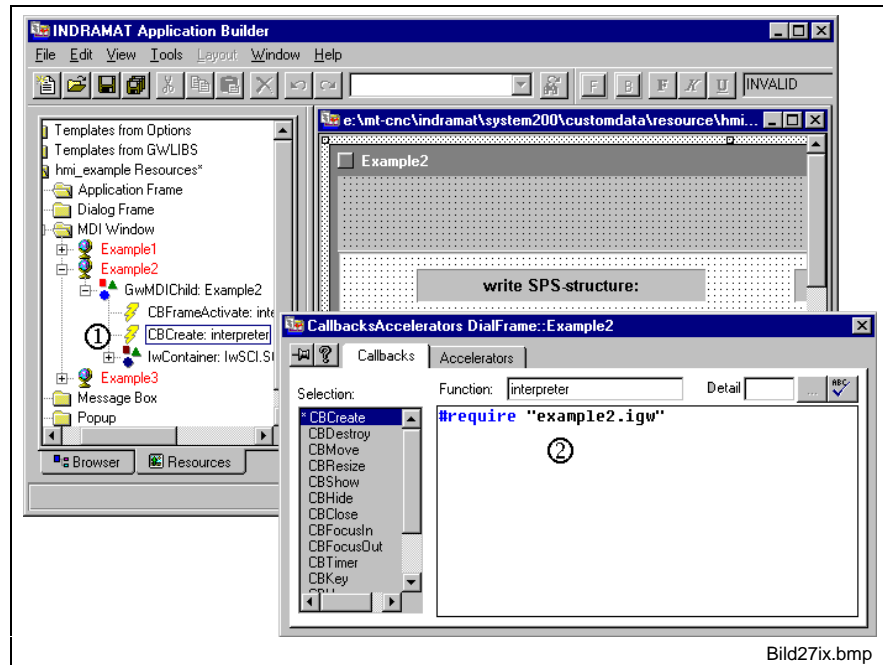 INDRAMAT Application Builder
File Edit View Tools Layout Window Help
F B F K U INVALID
Templates from Options
Templates from GWLIBS
hmi_example Resources*
Application Frame
Dialog Frame
MDI Window
Example1
Example2
GwMDIChild: Example2
CBFrameActivate: inte
① CBCreate: interpreter
IwContainer: IwSCI.S
Example3
Message Box
Popup
Browser Resources
e:\mt-cnc\indramat\system200\customdata\resource\hmi...
Example2
write SPS-structure:
CallbacksAccelerators DialFrame::Example2
Callbacks Accelerators
Selection: Function: interpreter Detail ... ABC
* CBCreate
CBDestroy
CBMove
CBResize
CBShow
CBHide
CBClose
CBFocusIn
CBFocusOut
CBTimer
CBKey
#require "example2.igw"
②
Bild27ix.bmp